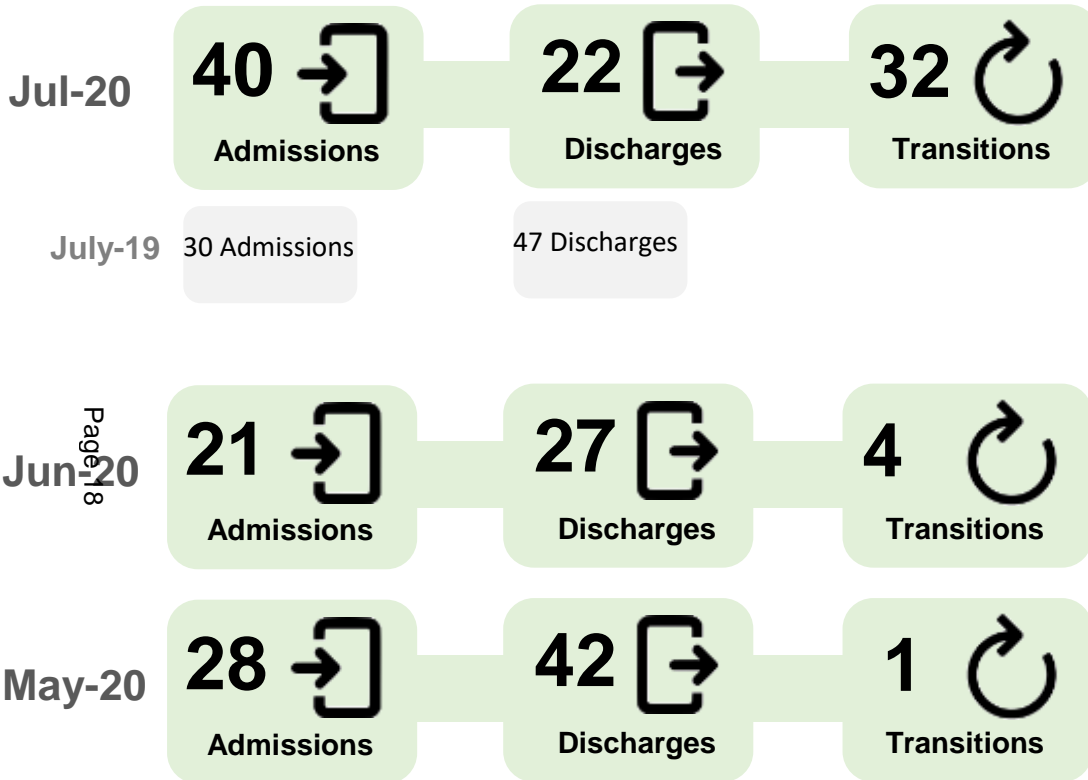 Jul-20
40
Admissions
22
Discharges
32
Transitions
July-19
30 Admissions
47 Discharges
Page 18
Jun-20
21
Admissions
27
Discharges
4
Transitions
May-20
28
Admissions
42
Discharges
1
Transitions